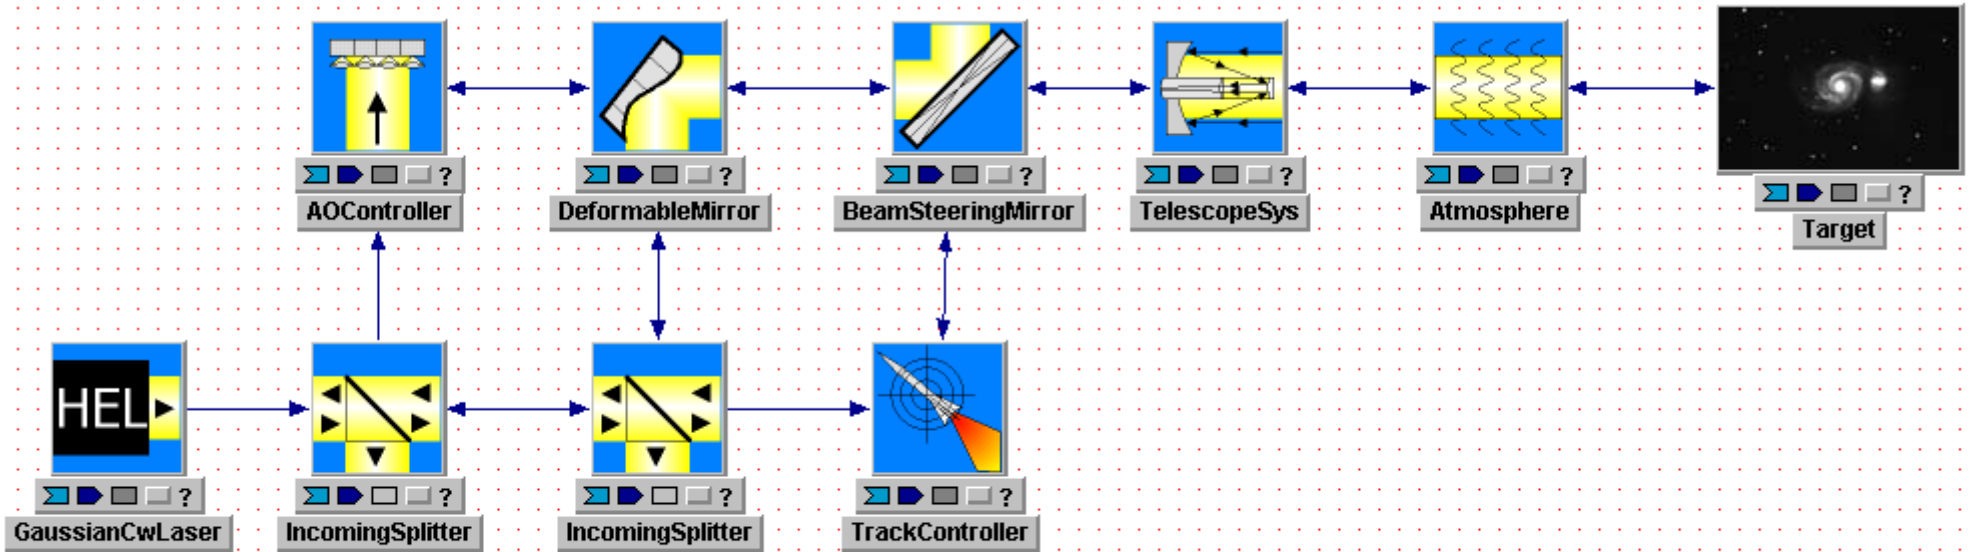 ? ? ? ? ?
AOController DeformableMirror BeamSteeringMirror TelescopeSys Atmosphere
?
Target
HEL
? ? ? ?
GaussianCwLaser IncomingSplitter IncomingSplitter TrackController